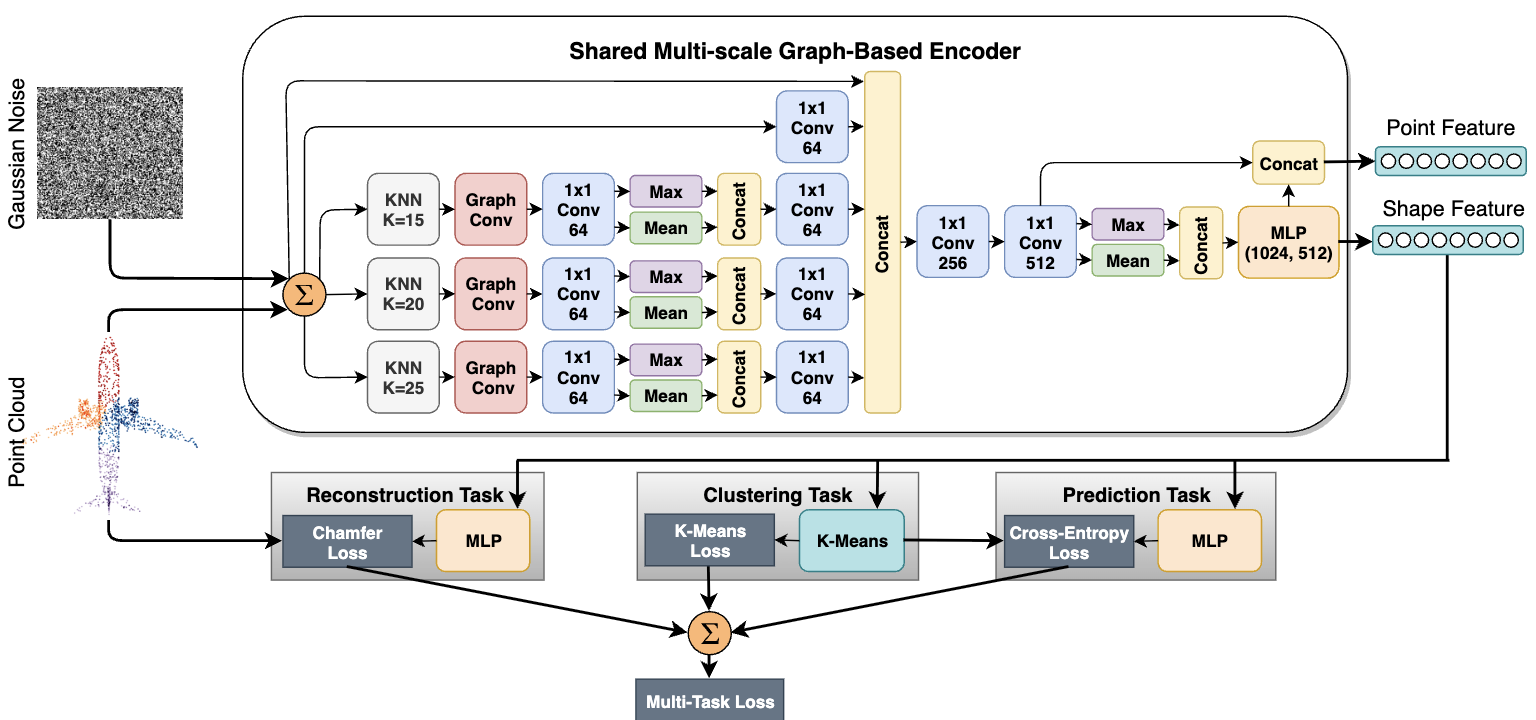 Shared Multi-scale Graph-Based Encoder
Gaussian Noise
Point Cloud
Σ
1x1
Conv
64
KNN
K=15
Graph
Conv
1x1
Conv
64
Max
Mean
Concat
1x1
Conv
64
KNN
K=20
Graph
Conv
1x1
Conv
64
Max
Mean
Concat
1x1
Conv
64
KNN
K=25
Graph
Conv
1x1
Conv
64
Max
Mean
Concat
1x1
Conv
64
Concat
1x1
Conv
256
1x1
Conv
512
Max
Mean
Concat
MLP
(1024, 512)
Concat
Point Feature
Shape Feature
Reconstruction Task
Chamfer
Loss
MLP
Clustering Task
K-Means
Loss
K-Means
Prediction Task
Cross-Entropy
Loss
MLP
Σ
Multi-Task Loss